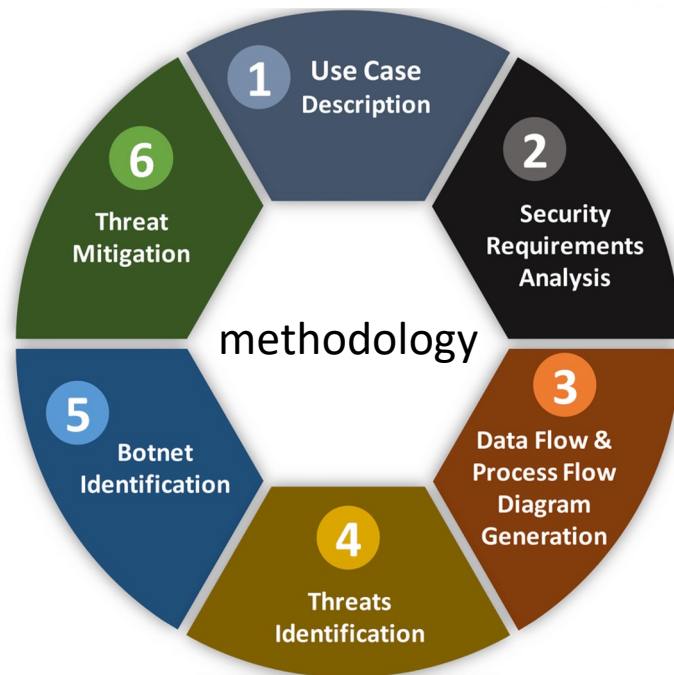 1
Use Case
Description
2
Security
Requirements
Analysis
3
Data Flow &
Process Flow
Diagram
Generation
4
Threats
Identification
5
Botnet
Identification
6
Threat
Mitigation
methodology